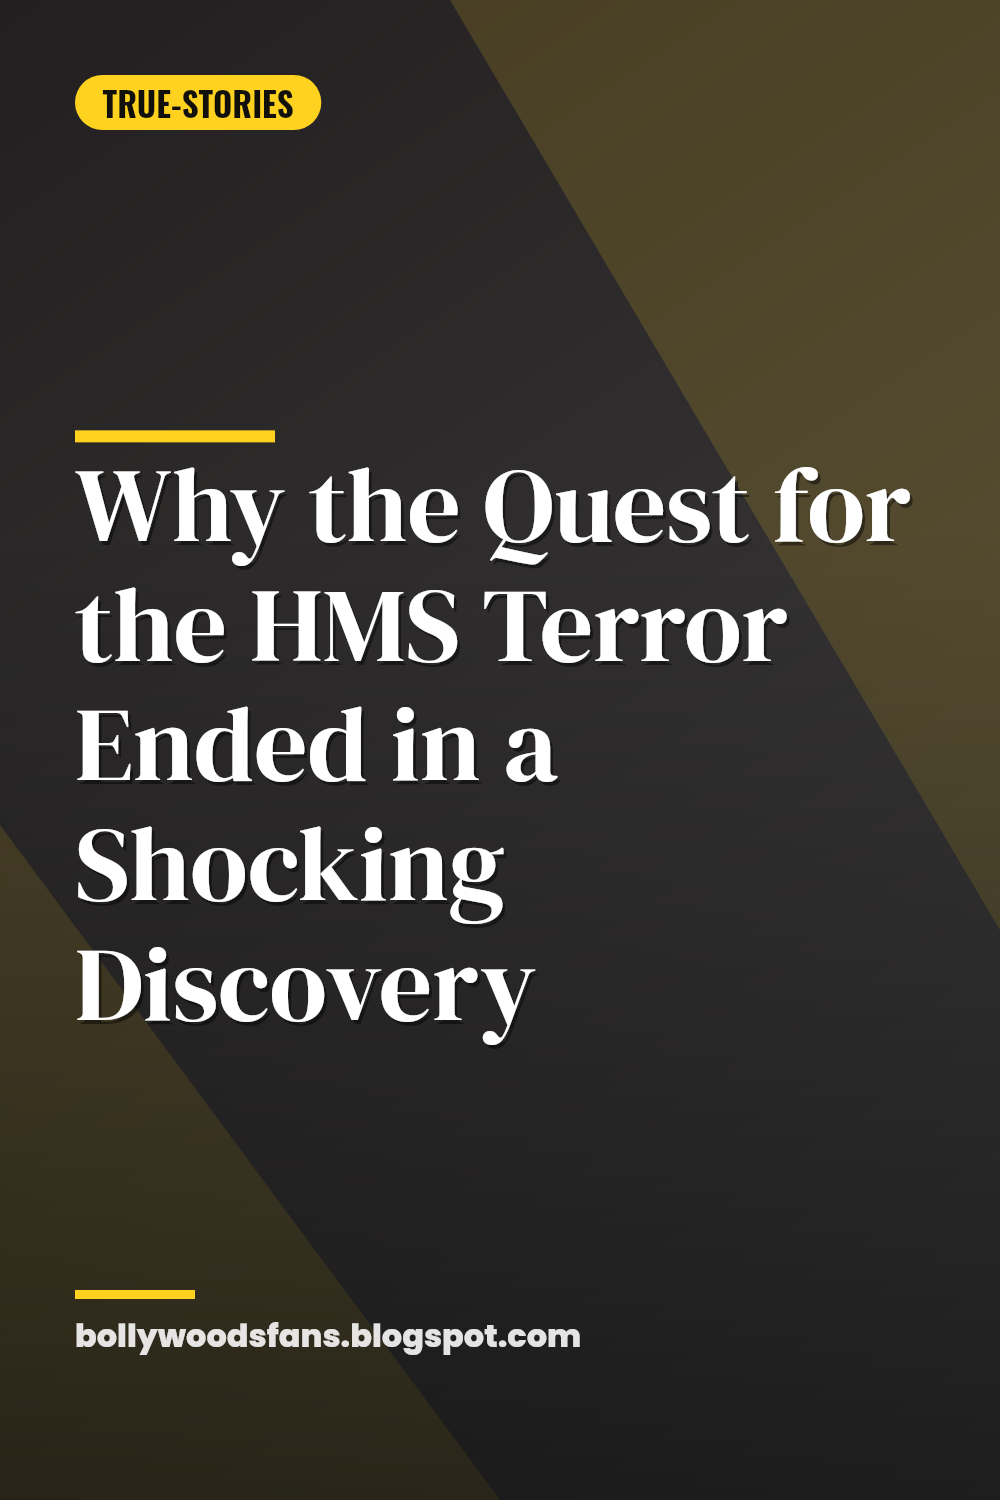 TRUE-STORIES
Why the Quest for
the HMS Terror
Ended in a
Shocking
Discovery
bollywoodsfans.blogspot.com